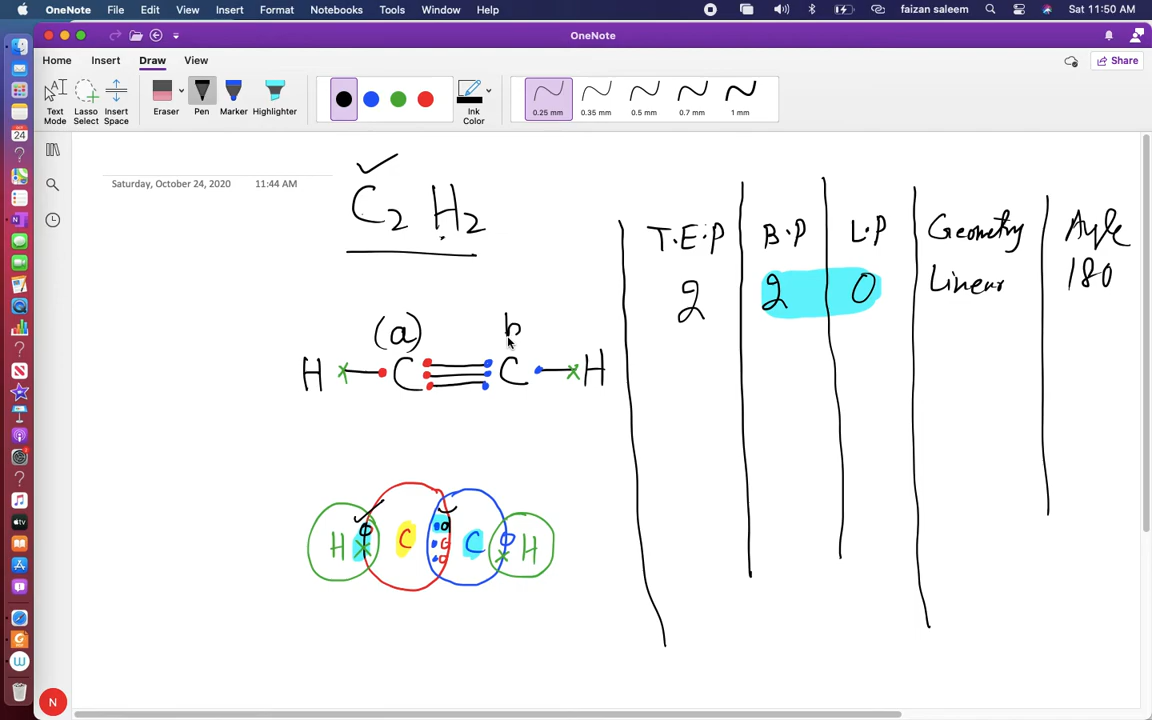 OneNote File Edit View Insert Format Notebooks Tools Window Help faizan saleem Sat 11:50 AM
OneNote
Home Insert Draw View Share
Text Mode Lasso Select Insert Space Eraser Pen Marker Highlighter Ink Color 0.25 mm 0.35 mm 0.5 mm 0.7 mm 1 mm
Saturday, October 24, 2020 11:44 AM
C2 H2
T.E.P B.P L.P Geometry Angle
2 2 0 Linear 180
(a) b
H C C H
H C C H
N